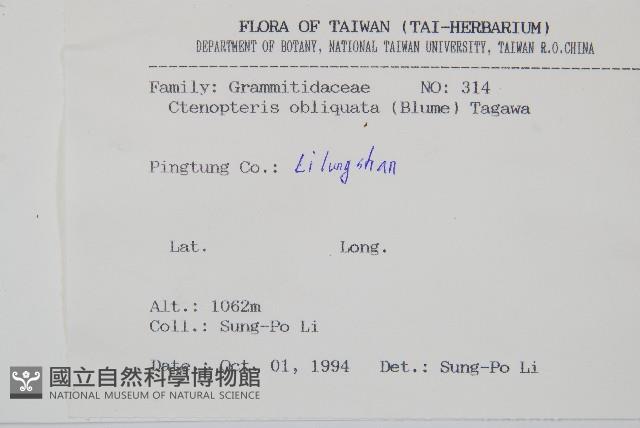 FLORA OF TAIWAN (TAI-HERBARIUM)
DEPARTMENT OF BOTANY, NATIONAL TAIWAN UNIVERSITY, TAIWAN R.O.CHINA
Family: Grammitidaceae NO: 314
Ctenopteris obliquata (Blume) Tagawa
Pingtung Co.: Lilungshan
Lat. Long.
Alt.: 1062m
Coll.: Sung-Po Li
Date.: Oct. 01, 1994 Det.: Sung-Po Li
國立自然科學博物館
NATIONAL MUSEUM OF NATURAL SCIENCE